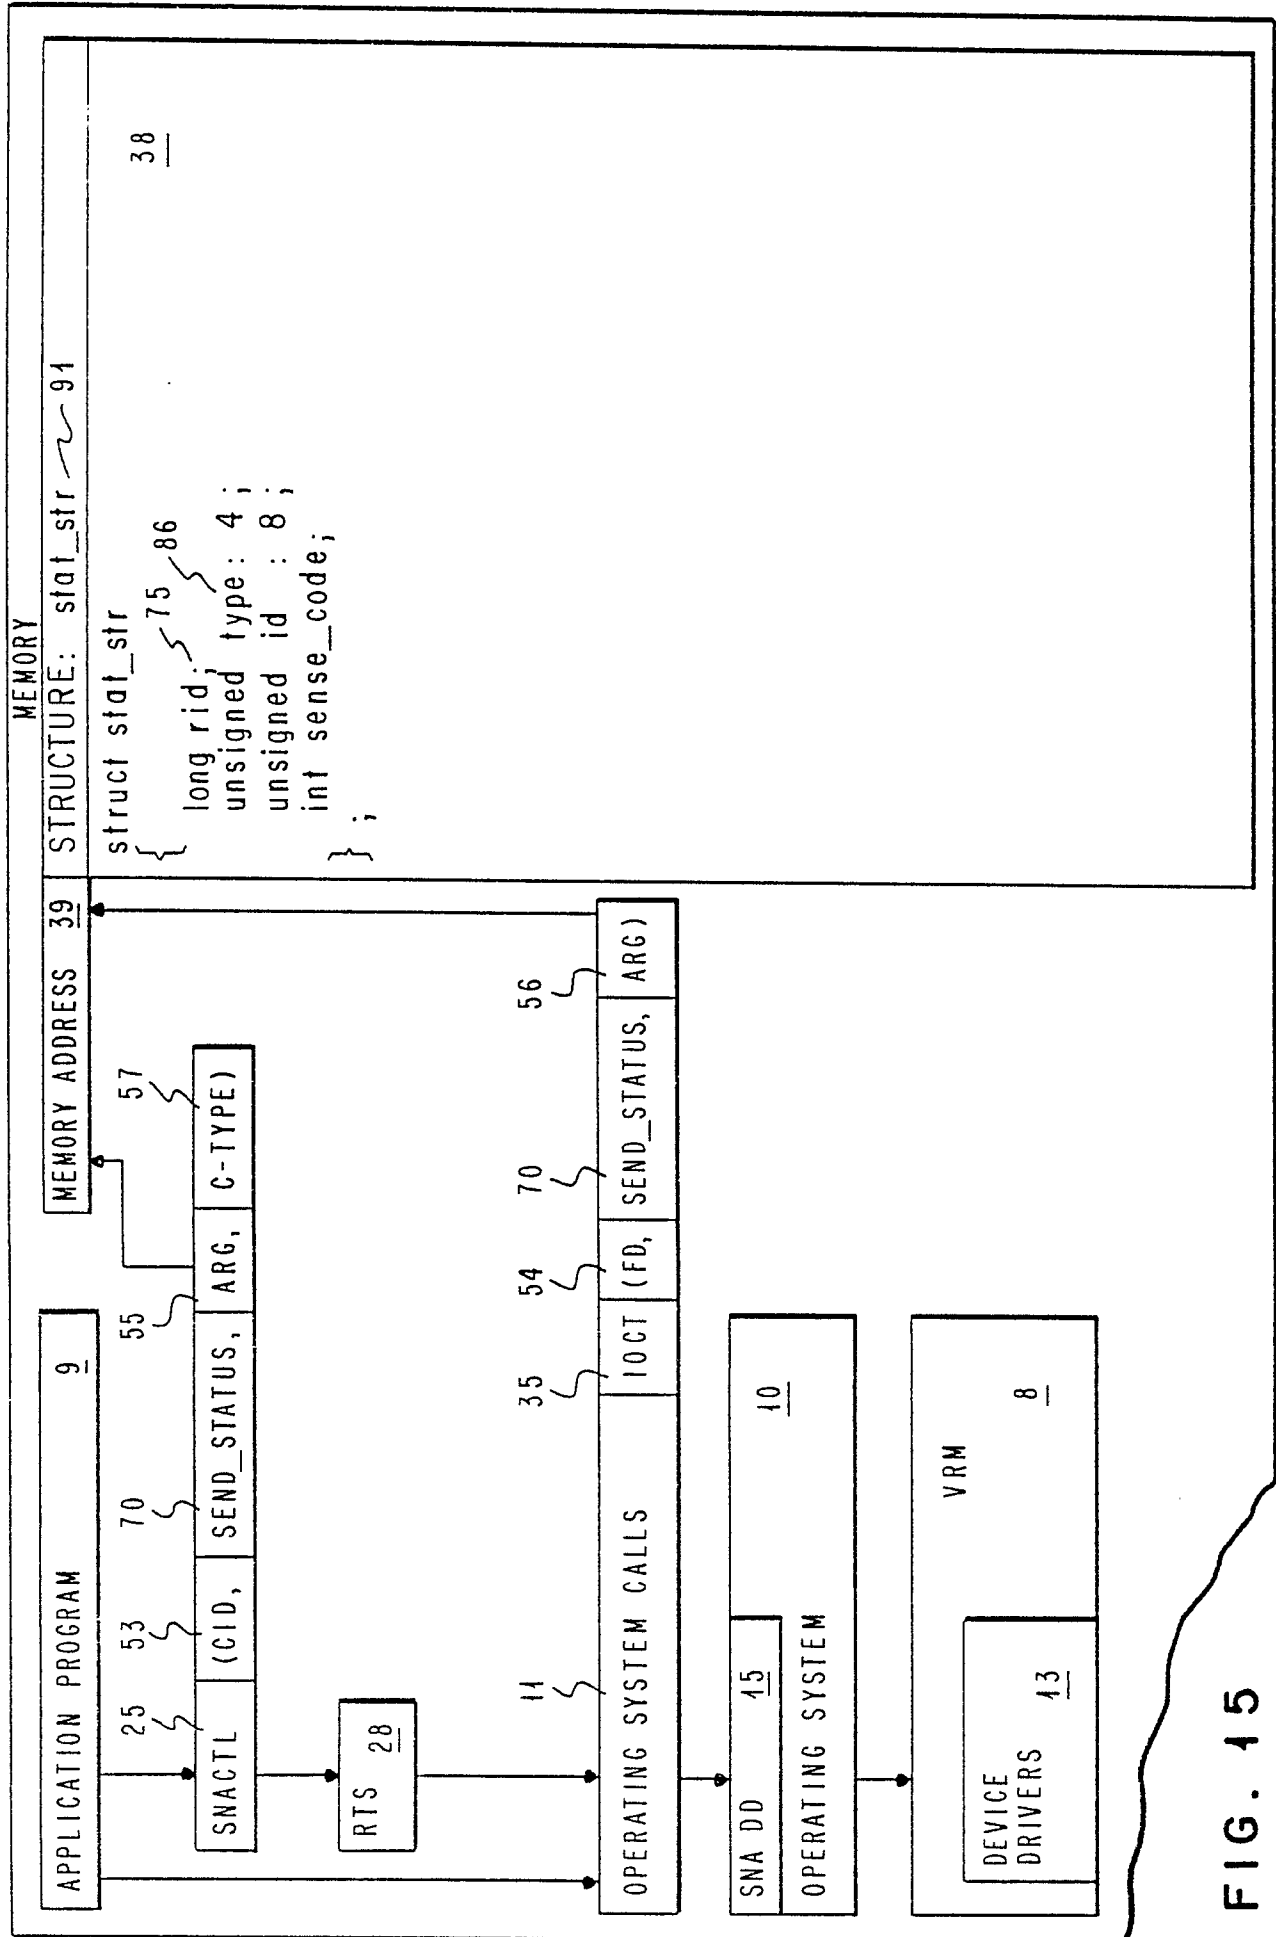 MEMORY
APPLICATION PROGRAM 9
MEMORY ADDRESS 39
STRUCTURE: stat_str 91
struct stat_str
{
long rid; 75
unsigned type: 4; 86
unsigned id : 8;
int sense_code;
};
38
25 53 70 55 57
SNACTL (CID, SEND_STATUS, ARG, C-TYPE)
RTS 28
11 35 54 70 56
OPERATING SYSTEM CALLS IOCT (FD, SEND_STATUS, ARG)
SNA DD 15
OPERATING SYSTEM
10
VRM
8
DEVICE
DRIVERS 13
FIG. 15